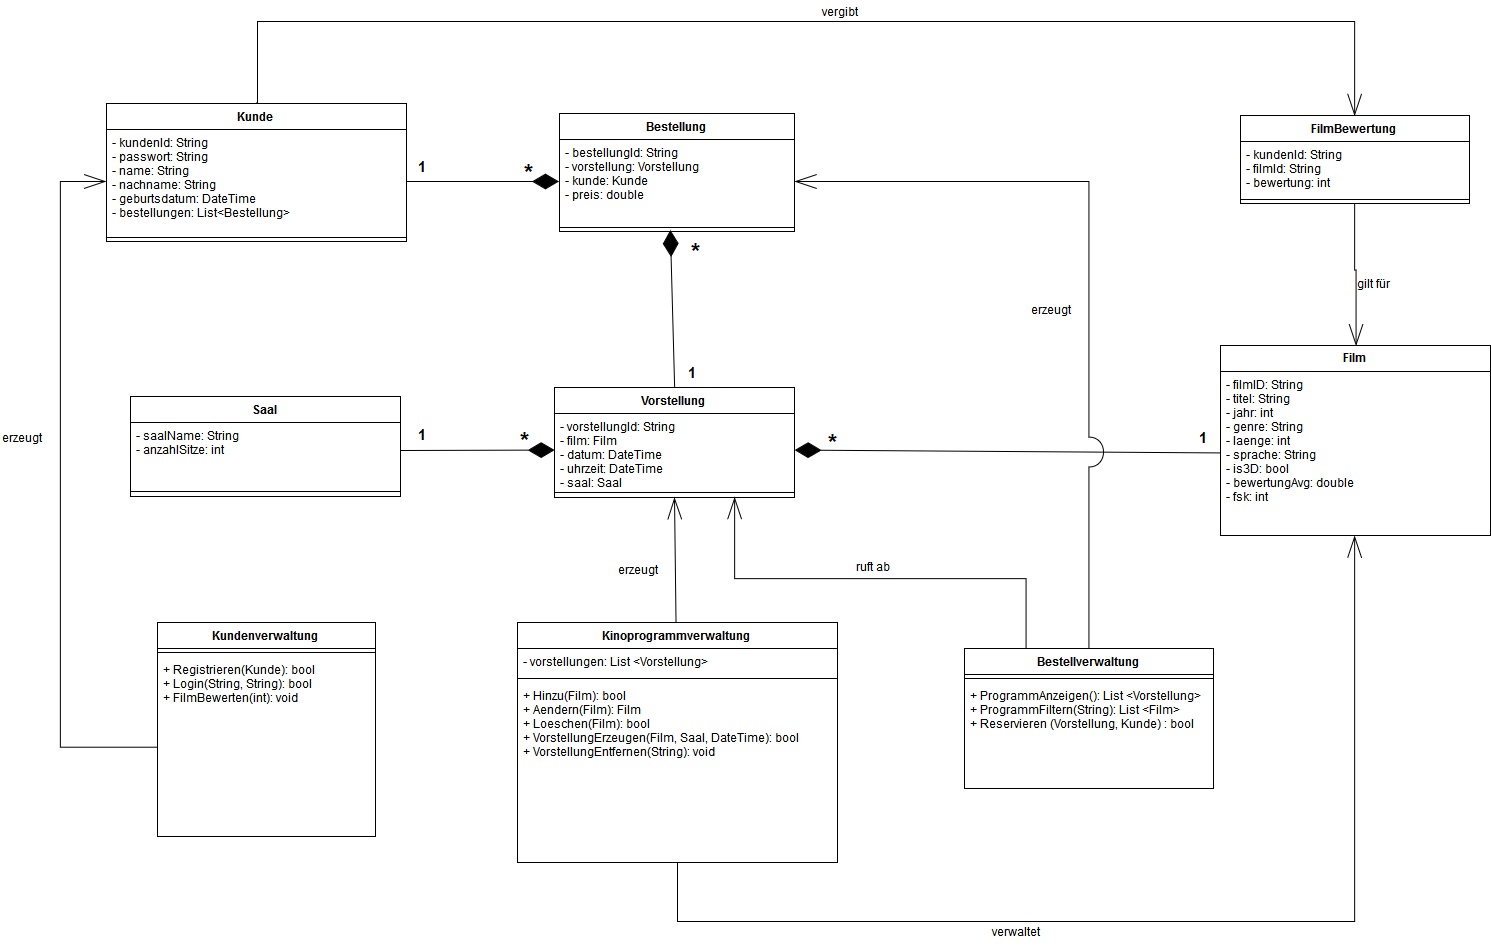 vergibt
Kunde
- kundenId: String
- passwort: String
- name: String
- nachname: String
- geburtsdatum: DateTime
- bestellungen: List<Bestellung>
1
*
Bestellung
- bestellungId: String
- vorstellung: Vorstellung
- kunde: Kunde
- preis: double
*
1
FilmBewertung
- kundenId: String
- filmId: String
- bewertung: int
gilt für
erzeugt
erzeugt
Saal
- saalName: String
- anzahlSitze: int
1
*
Vorstellung
- vorstellungId: String
- film: Film
- datum: DateTime
- uhrzeit: DateTime
- saal: Saal
*
1
Film
- filmID: String
- titel: String
- jahr: int
- genre: String
- laenge: int
- sprache: String
- is3D: bool
- bewertungAvg: double
- fsk: int
erzeugt
ruft ab
Kundenverwaltung
+ Registrieren(Kunde): bool
+ Login(String, String): bool
+ FilmBewerten(int): void
Kinoprogrammverwaltung
- vorstellungen: List <Vorstellung>
+ Hinzu(Film): bool
+ Aendern(Film): Film
+ Loeschen(Film): bool
+ VorstellungErzeugen(Film, Saal, DateTime): bool
+ VorstellungEntfernen(String): void
Bestellverwaltung
+ ProgrammAnzeigen(): List <Vorstellung>
+ ProgrammFiltern(String): List <Film>
+ Reservieren (Vorstellung, Kunde) : bool
verwaltet